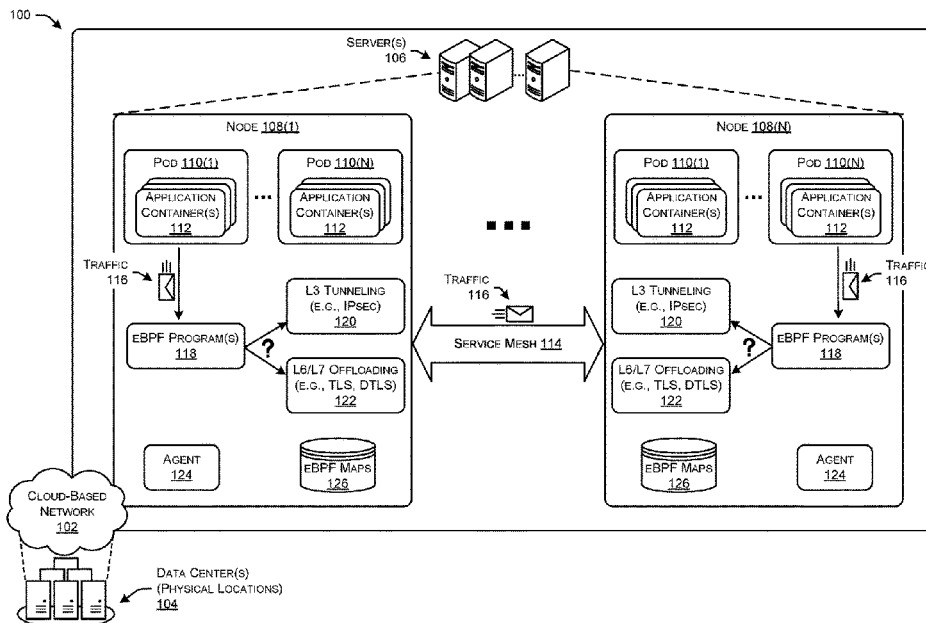 100
SERVER(S)
106
NODE 108(1)
POD 110(1)
APPLICATION
CONTAINER(S)
112
...
POD 110(N)
APPLICATION
CONTAINER(S)
112
TRAFFIC
116
EBPF PROGRAM(S)
118
?
L3 TUNNELING
(E.G., IPSEC)
120
L6/L7 OFFLOADING
(E.G., TLS, DTLS)
122
AGENT
124
EBPF MAPS
126
...
TRAFFIC
116
SERVICE MESH 114
NODE 108(N)
POD 110(1)
APPLICATION
CONTAINER(S)
112
...
POD 110(N)
APPLICATION
CONTAINER(S)
112
TRAFFIC
116
L3 TUNNELING
(E.G., IPSEC)
120
?
EBPF PROGRAM(S)
118
L6/L7 OFFLOADING
(E.G., TLS, DTLS)
122
EBPF MAPS
126
AGENT
124
CLOUD-BASED
NETWORK
102
DATA CENTER(S)
(PHYSICAL LOCATIONS)
104